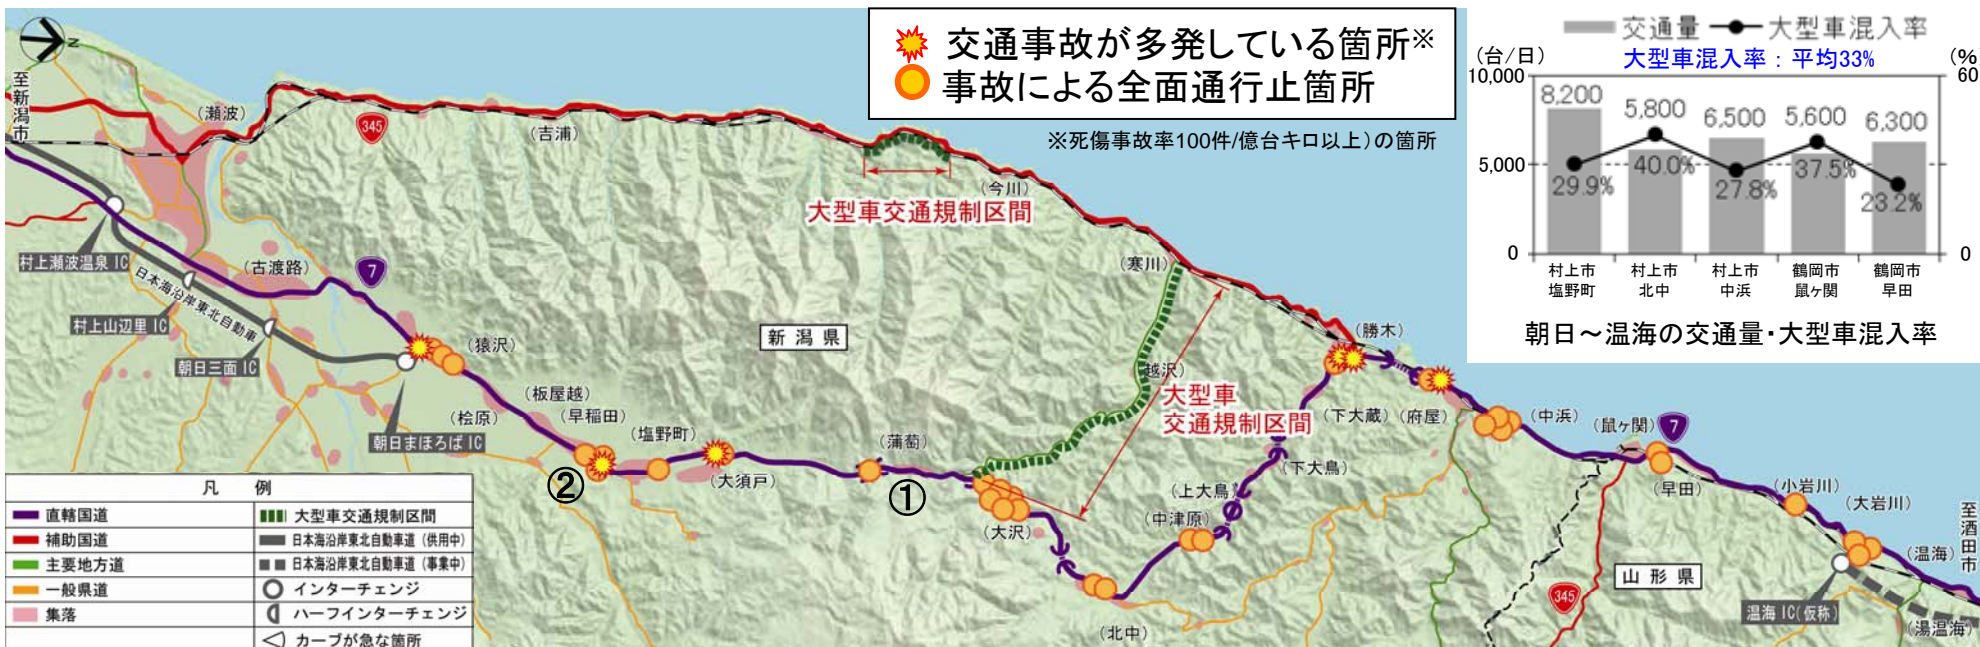 交通事故が多発している箇所※
事故による全面通行止箇所
※死傷事故率100件/億台キロ以上)の箇所
交通量 大型車混入率
(台/日) 大型車混入率:平均33% (%
10,000
60
8,200
5,800
6,500
5,600
6,300
5,000
29.9%
40.0%
27.8%
37.5%
23.2%
0
0
村上市
塩野町
村上市
北中
村上市
中浜
鶴岡市
鼠ヶ関
鶴岡市
早田
朝日~温海の交通量・大型車混入率
N
至新潟市
(瀬波)
345
(吉浦)
(今川)
大型車交通規制区間
(寒川)
村上瀬波温泉 IC
日本海沿岸東北自動車
(古渡路)
7
村上山辺里 IC
朝日三面 IC
(猿沢)
新潟県
(勝木)
越沢)
大型車
交通規制区間
(板屋越)
(早稲田)
(桧原)
朝日まほろば IC
(塩野町)
(蒲萄)
(大須戸)
②
①
(大沢)
(下大蔵)
(府屋)
(中浜)
(鼠ヶ関)
7
(下大鳥)
(上大鳥)
(中津原)
(北中)
(早田)
(小岩川)
(大岩川)
(温海)
至酒田市
山形県
345
温海 IC(仮称)
(湯温海)
凡 例
直轄国道
大型車交通規制区間
補助国道
日本海沿岸東北自動車道(供用中)
主要地方道
日本海沿岸東北自動車道(事業中)
一般県道
インターチェンジ
集落
ハーフインターチェンジ
カーブが急な箇所